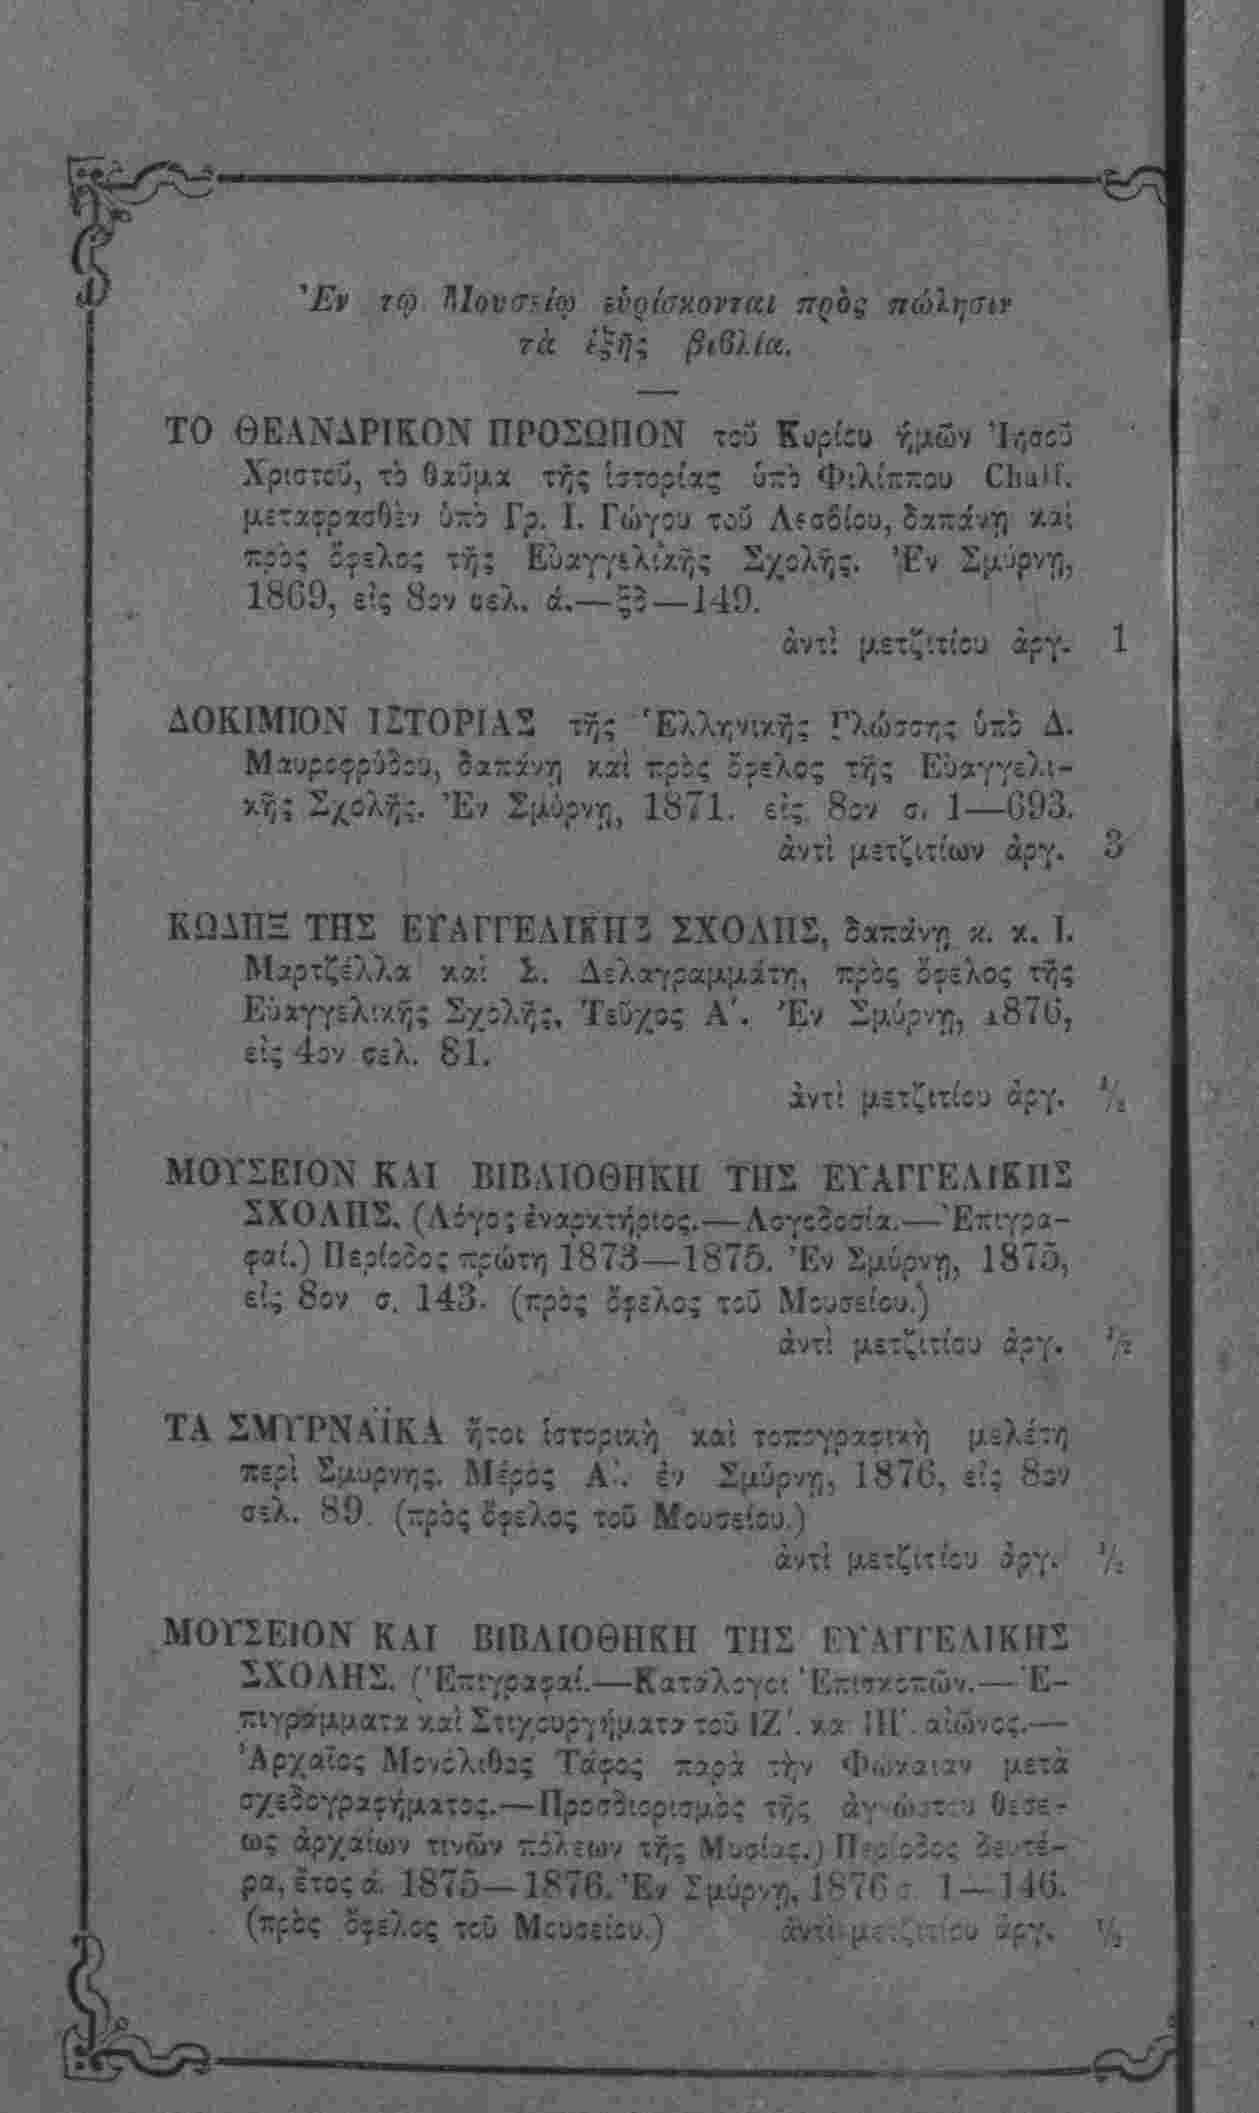 Ἐν τῷ Μουσείῳ εὑρίσκονται πρὸς πώλησιν
τὰ ἑξῆς βιβλία.
ΤΟ ΘΕΑΝΔΡΙΚΟΝ ΠΡΟΣΩΠΟΝ τοῦ Κυρίου ἡμῶν Ἰησοῦ
Χριστοῦ, τὸ θαῦμα τῆς ἱστορίας ὑπὸ Φιλίππου Chaff.
μεταφρασθὲν ὑπὸ Γρ. Ι. Γώγου τοῦ Λεσβίου, δαπάνῃ καὶ
πρὸς ὄφελος τῆς Εὐαγγελικῆς Σχολῆς. Ἐν Σμύρνῃ,
1869, εἰς 8ον σελ. ά.—ξδ—149.
ἀντὶ μετζιτίου ἀργ. 1
ΔΟΚΙΜΙΟΝ ΙΣΤΟΡΙΑΣ τῆς Ἑλληνικῆς Γλώσσης ὑπὸ Δ.
Μαυροφρύδου, δαπάνῃ καὶ πρὸς ὄφελος τῆς Εὐαγγελι-
κῆς Σχολῆς. Ἐν Σμύρνῃ, 1871. εἰς 8ον σ. 1—693.
ἀντὶ μετζιτίων ἀργ. 3
ΚΩΔΗΞ ΤΗΣ ΕΥΑΓΓΕΛΙΚΗΣ ΣΧΟΛΗΣ, δαπάνῃ κ. κ. Ι.
Μαρτζέλλα καὶ Σ. Δελαγραμμάτη, πρὸς ὄφελος τῆς
Εὐαγγελικῆς Σχολῆς, Τεῦχος Α΄. Ἐν Σμύρνῃ, 1876,
εἰς 4ον σελ. 81.
ἀντὶ μετζιτίου ἀργ. ½
ΜΟΥΣΕΙΟΝ ΚΑΙ ΒΙΒΛΙΟΘΗΚΗ ΤΗΣ ΕΥΑΓΓΕΛΙΚΗΣ
ΣΧΟΛΗΣ. (Λόγος ἐναρκτήριος.—Λογοδοσία.—Ἐπιγρα-
φαί.) Περίοδος πρώτη 1873—1875. Ἐν Σμύρνῃ, 1875,
εἰς 8ον σ. 143. (πρὸς ὄφελος τοῦ Μουσείου.)
ἀντὶ μετζιτίου ἀργ. ½
ΤΑ ΣΜΥΡΝΑΪΚΑ ἤτοι ἱστορικὴ καὶ τοπογραφικὴ μελέτη
περὶ Σμύρνης. Μέρος Α΄. ἐν Σμύρνῃ, 1876, εἰς 8ον
σελ. 89. (πρὸς ὄφελος τοῦ Μουσείου.)
ἀντὶ μετζιτίου ἀργ. ½
ΜΟΥΣΕΙΟΝ ΚΑΙ ΒΙΒΛΙΟΘΗΚΗ ΤΗΣ ΕΥΑΓΓΕΛΙΚΗΣ
ΣΧΟΛΗΣ. (Ἐπιγραφαί.—Κατάλογοι Ἐπισκοπῶν.—Ἐ-
πιγράμματα καὶ Στιχουργήματα τοῦ ΙΖ΄. καὶ ΙΗ΄. αἰῶνος.—
Ἀρχαῖος Μονόλιθος Τάφος παρὰ τὴν Φώκαιαν μετὰ
σχεδογραφήματος.—Προσδιορισμὸς τῆς ἀγνώστου θέσε-
ως ἀρχαίων τινῶν πόλεων τῆς Μυσίας.) Περίοδος δευτέ-
ρα, ἔτος ά. 1875—1876. Ἐν Σμύρνῃ, 1876 σ. 1—146.
(πρὸς ὄφελος τοῦ Μουσείου.) ἀντὶ μετζιτίου ἀργ. ½